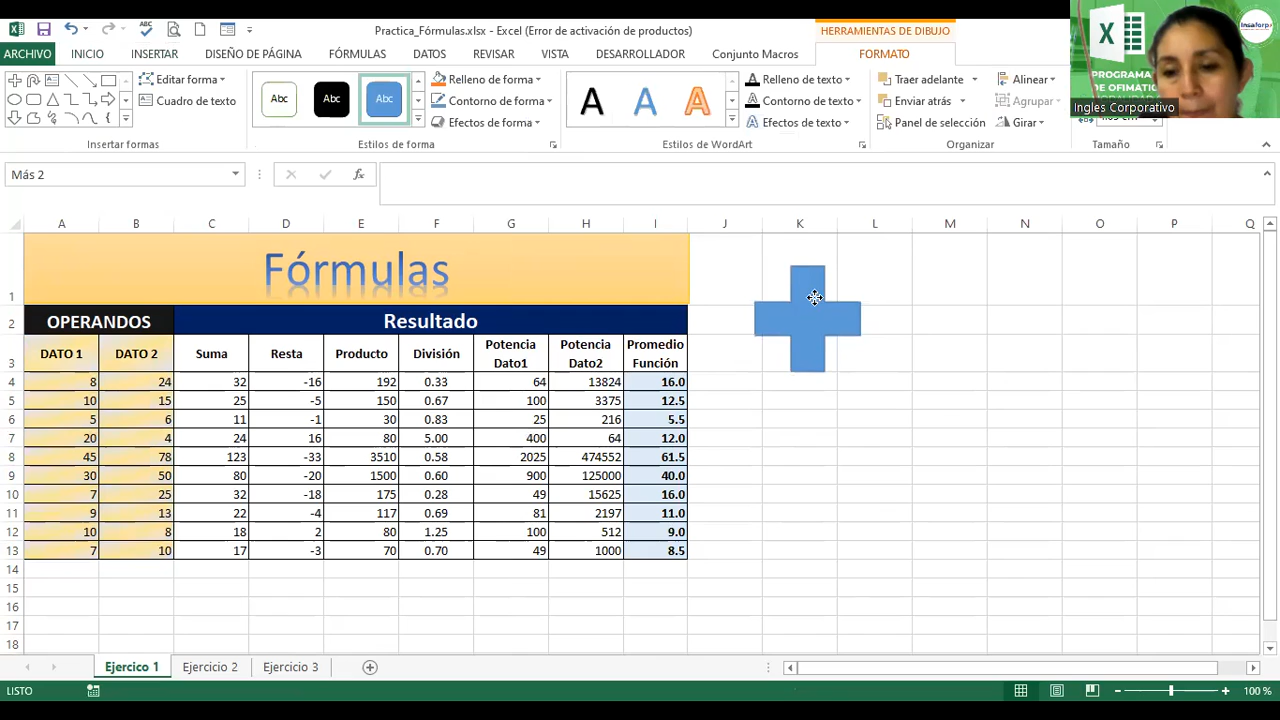 Practica_Fórmulas.xlsx - Excel (Error de activación de productos)
HERRAMIENTAS DE DIBUJO
ARCHIVO INICIO INSERTAR DISEÑO DE PÁGINA FÓRMULAS DATOS REVISAR VISTA DESARROLLADOR Conjunto Macros FORMATO
Insaforp
PROGRAMA
DE OFIMATIC
Ingles Corporativo
Editar forma
Cuadro de texto
Insertar formas
Abc Abc Abc
Relleno de forma
Contorno de forma
Efectos de forma
Estilos de forma
A A A
Relleno de texto
Contorno de texto
Efectos de texto
Estilos de WordArt
Traer adelante
Enviar atrás
Panel de selección
Alinear
Agrupar
Girar
Organizar
Tamaño
Más 2
fx
A B C D E F G H I J K L M N O P Q
1 Fórmulas
2 OPERANDOS Resultado
3 DATO 1 DATO 2 Suma Resta Producto División Potencia Dato1 Potencia Dato2 Promedio Función
4 8 24 32 -16 192 0.33 64 13824 16.0
5 10 15 25 -5 150 0.67 100 3375 12.5
6 5 6 11 -1 30 0.83 25 216 5.5
7 20 4 24 16 80 5.00 400 64 12.0
8 45 78 123 -33 3510 0.58 2025 474552 61.5
9 30 50 80 -20 1500 0.60 900 125000 40.0
10 7 25 32 -18 175 0.28 49 15625 16.0
11 9 13 22 -4 117 0.69 81 2197 11.0
12 10 8 18 2 80 1.25 100 512 9.0
13 7 10 17 -3 70 0.70 49 1000 8.5
14
15
16
17
18
Ejercico 1 Ejercicio 2 Ejercicio 3
LISTO
100 %